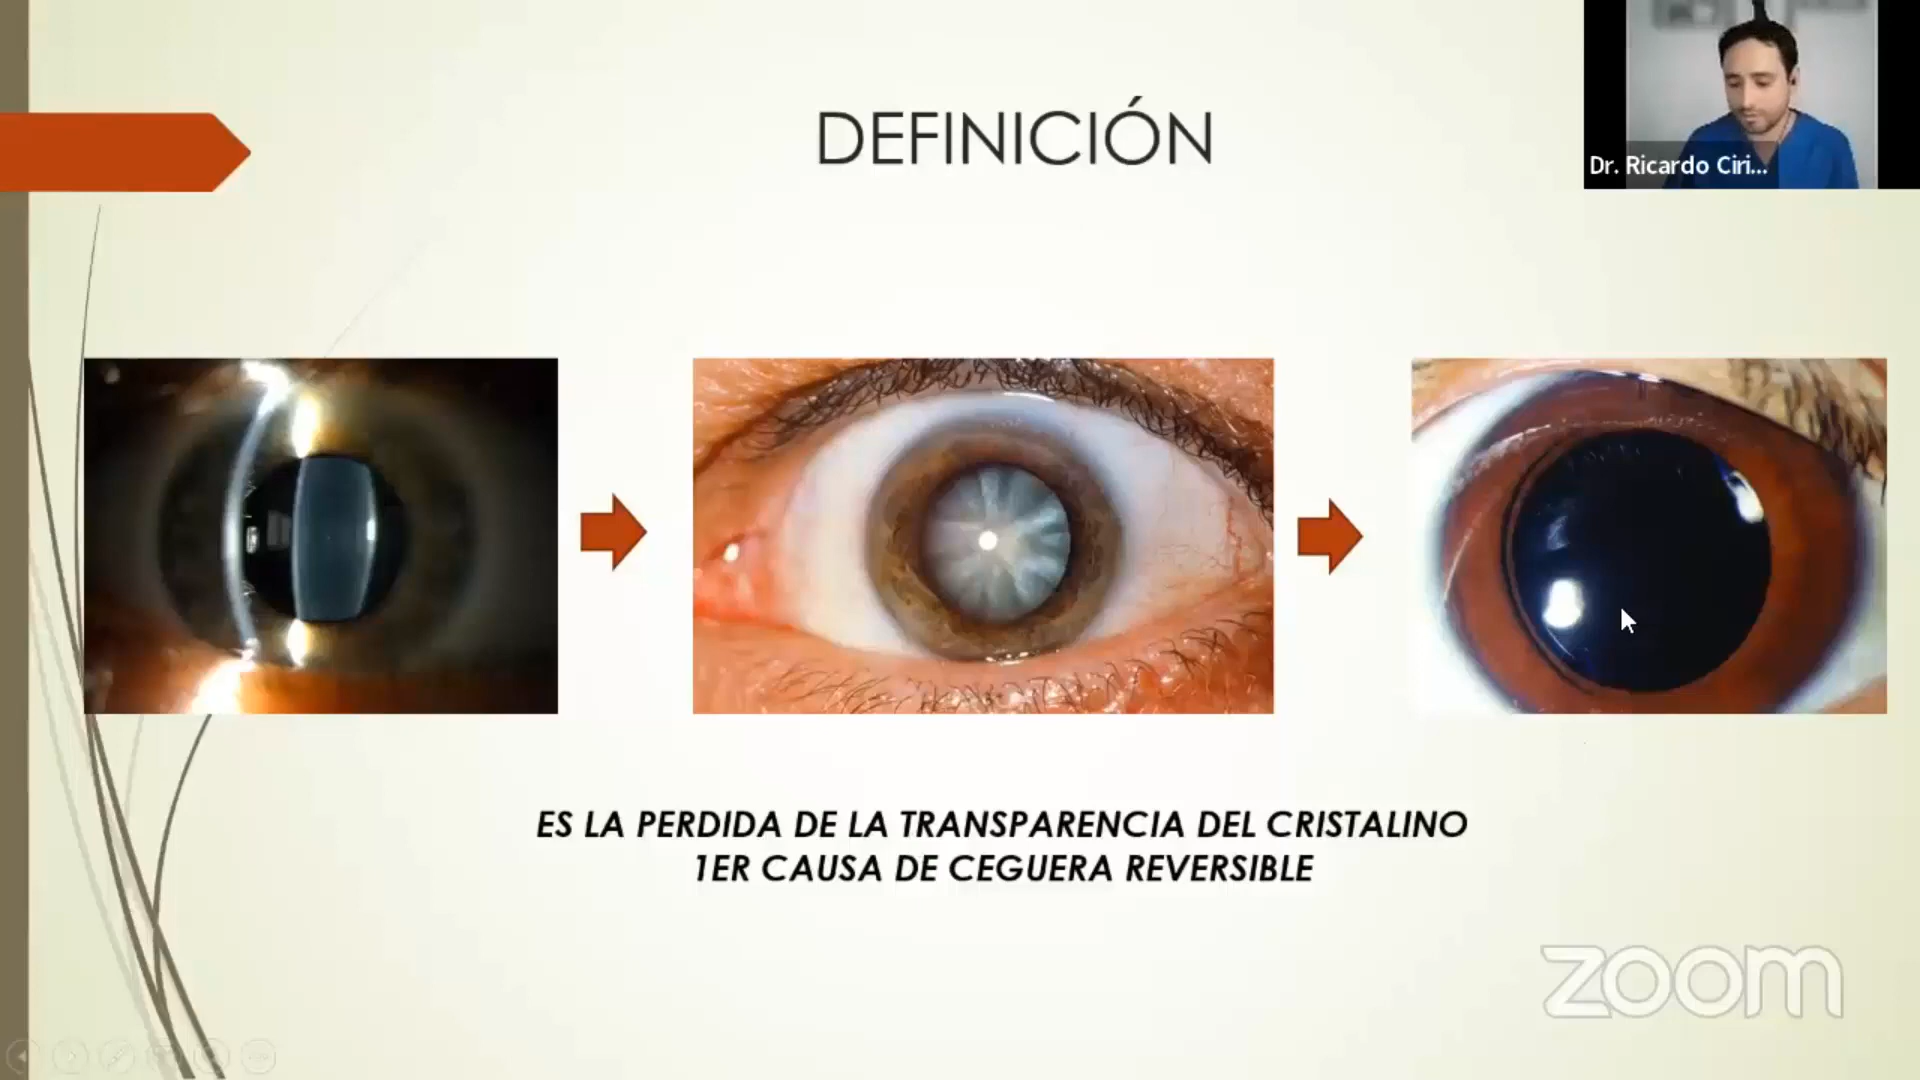 DEFINICIÓN
Dr. Ricardo Ciri...
ES LA PERDIDA DE LA TRANSPARENCIA DEL CRISTALINO
1ER CAUSA DE CEGUERA REVERSIBLE
zoom